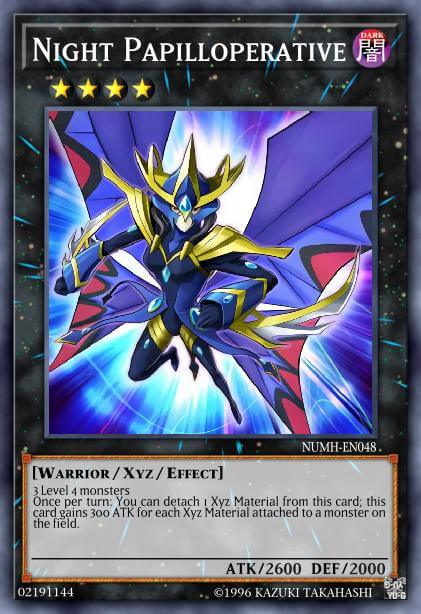 NIGHT PAPILLOPERATIVE
DARK
闇
NUMH-EN048
[WARRIOR / XYZ / EFFECT]
3 Level 4 monsters
Once per turn: You can detach 1 Xyz Material from this card; this
card gains 300 ATK for each Xyz Material attached to a monster on
the field.
ATK/2600 DEF/2000
02191144
©1996 KAZUKI TAKAHASHI